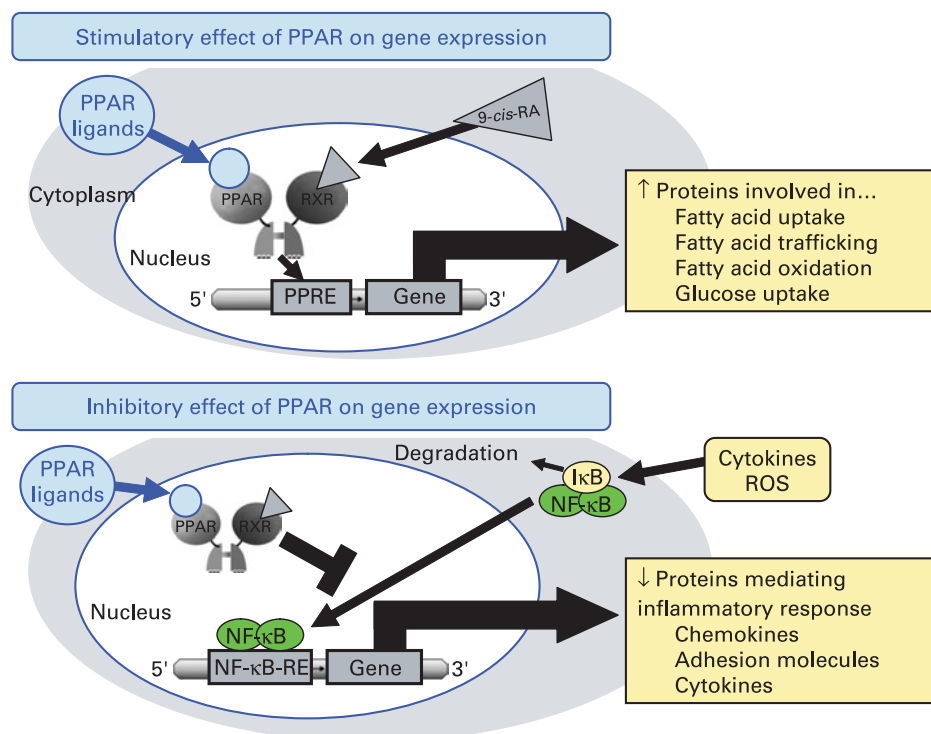 Stimulatory effect of PPAR on gene expression
PPAR
ligands
9-cis-RA
Cytoplasm
PPAR
RXR
Nucleus
5'
PPRE
Gene
3'
↑ Proteins involved in...
Fatty acid uptake
Fatty acid trafficking
Fatty acid oxidation
Glucose uptake
Inhibitory effect of PPAR on gene expression
PPAR
ligands
Degradation
IκB
NF-κB
Cytokines
ROS
PPAR
RXR
Nucleus
NF-κB
5'
NF-κB-RE
Gene
3'
↓ Proteins mediating
inflammatory response
Chemokines
Adhesion molecules
Cytokines